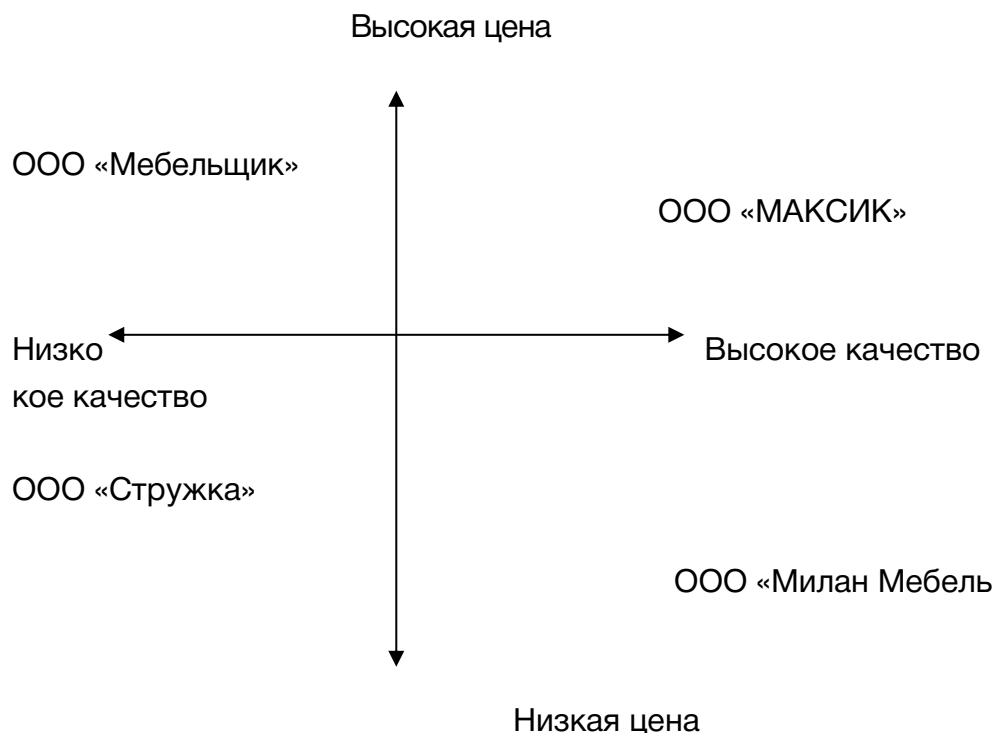 Высокая цена
ООО «Мебельщик»
ООО «МАКСИК»
Низко
Высокое качество
кое качество
ООО «Стружка»
ООО «Милан Мебель
Низкая цена